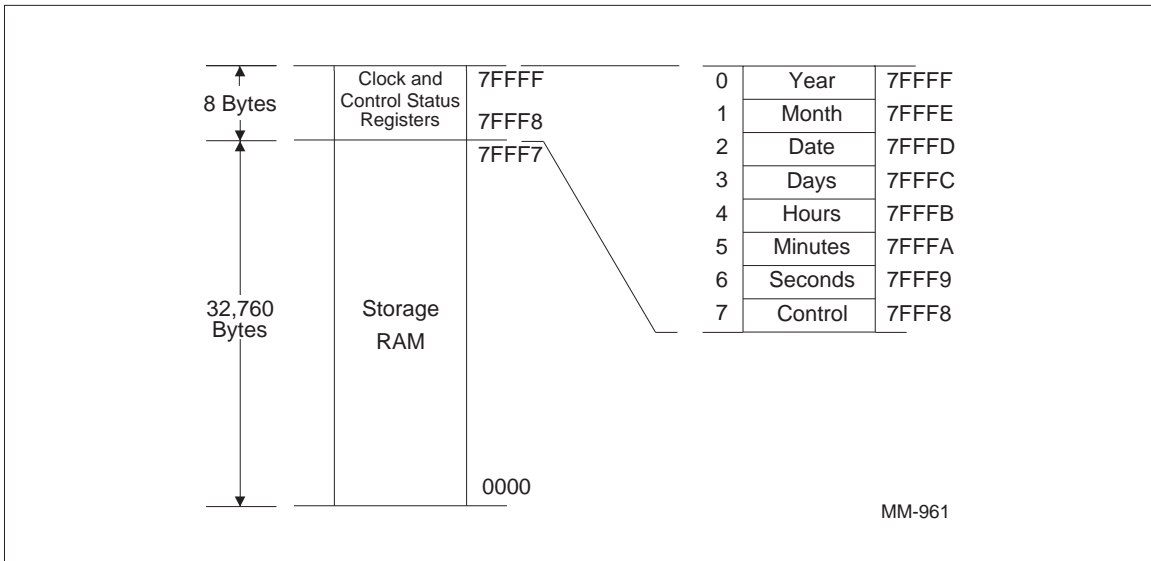 8 Bytes
32,760
Bytes
Clock and
Control Status
Registers
7FFFF
7FFF8
7FFF7
Storage
RAM
0000
0 Year 7FFFF
1 Month 7FFFE
2 Date 7FFFD
3 Days 7FFFC
4 Hours 7FFFB
5 Minutes 7FFFA
6 Seconds 7FFF9
7 Control 7FFF8
MM-961